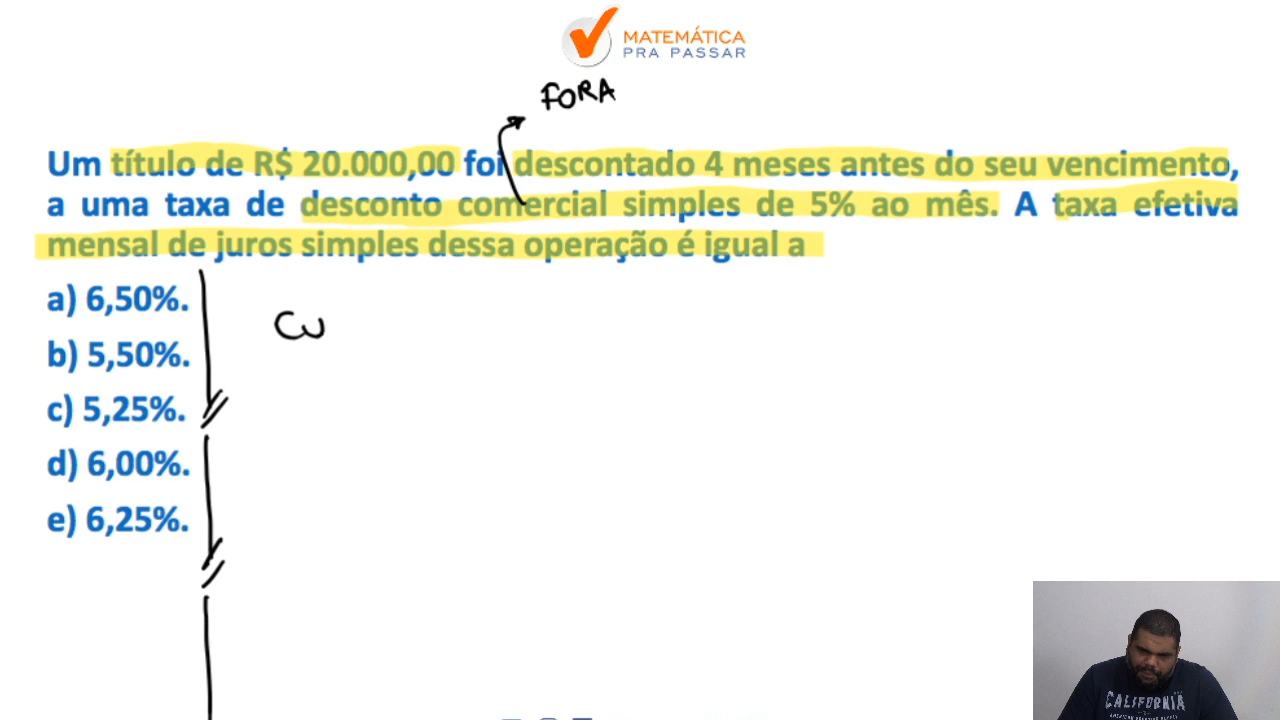 MATEMÁTICA
PRA PASSAR
FORA
Um título de R$ 20.000,00 foi descontado 4 meses antes do seu vencimento,
a uma taxa de desconto comercial simples de 5% ao mês. A taxa efetiva
mensal de juros simples dessa operação é igual a
a) 6,50%.
b) 5,50%.
c) 5,25%.
d) 6,00%.
e) 6,25%.
CALIFORNIA